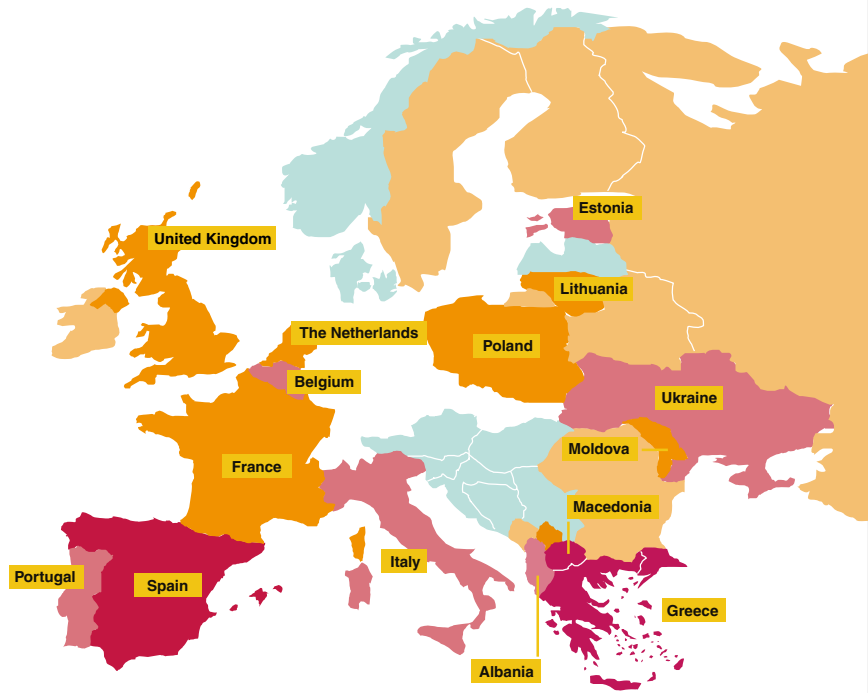 Estonia
United Kingdom
Lithuania
The Netherlands
Poland
Belgium
Ukraine
Moldova
France
Macedonia
Italy
Portugal
Spain
Greece
Albania